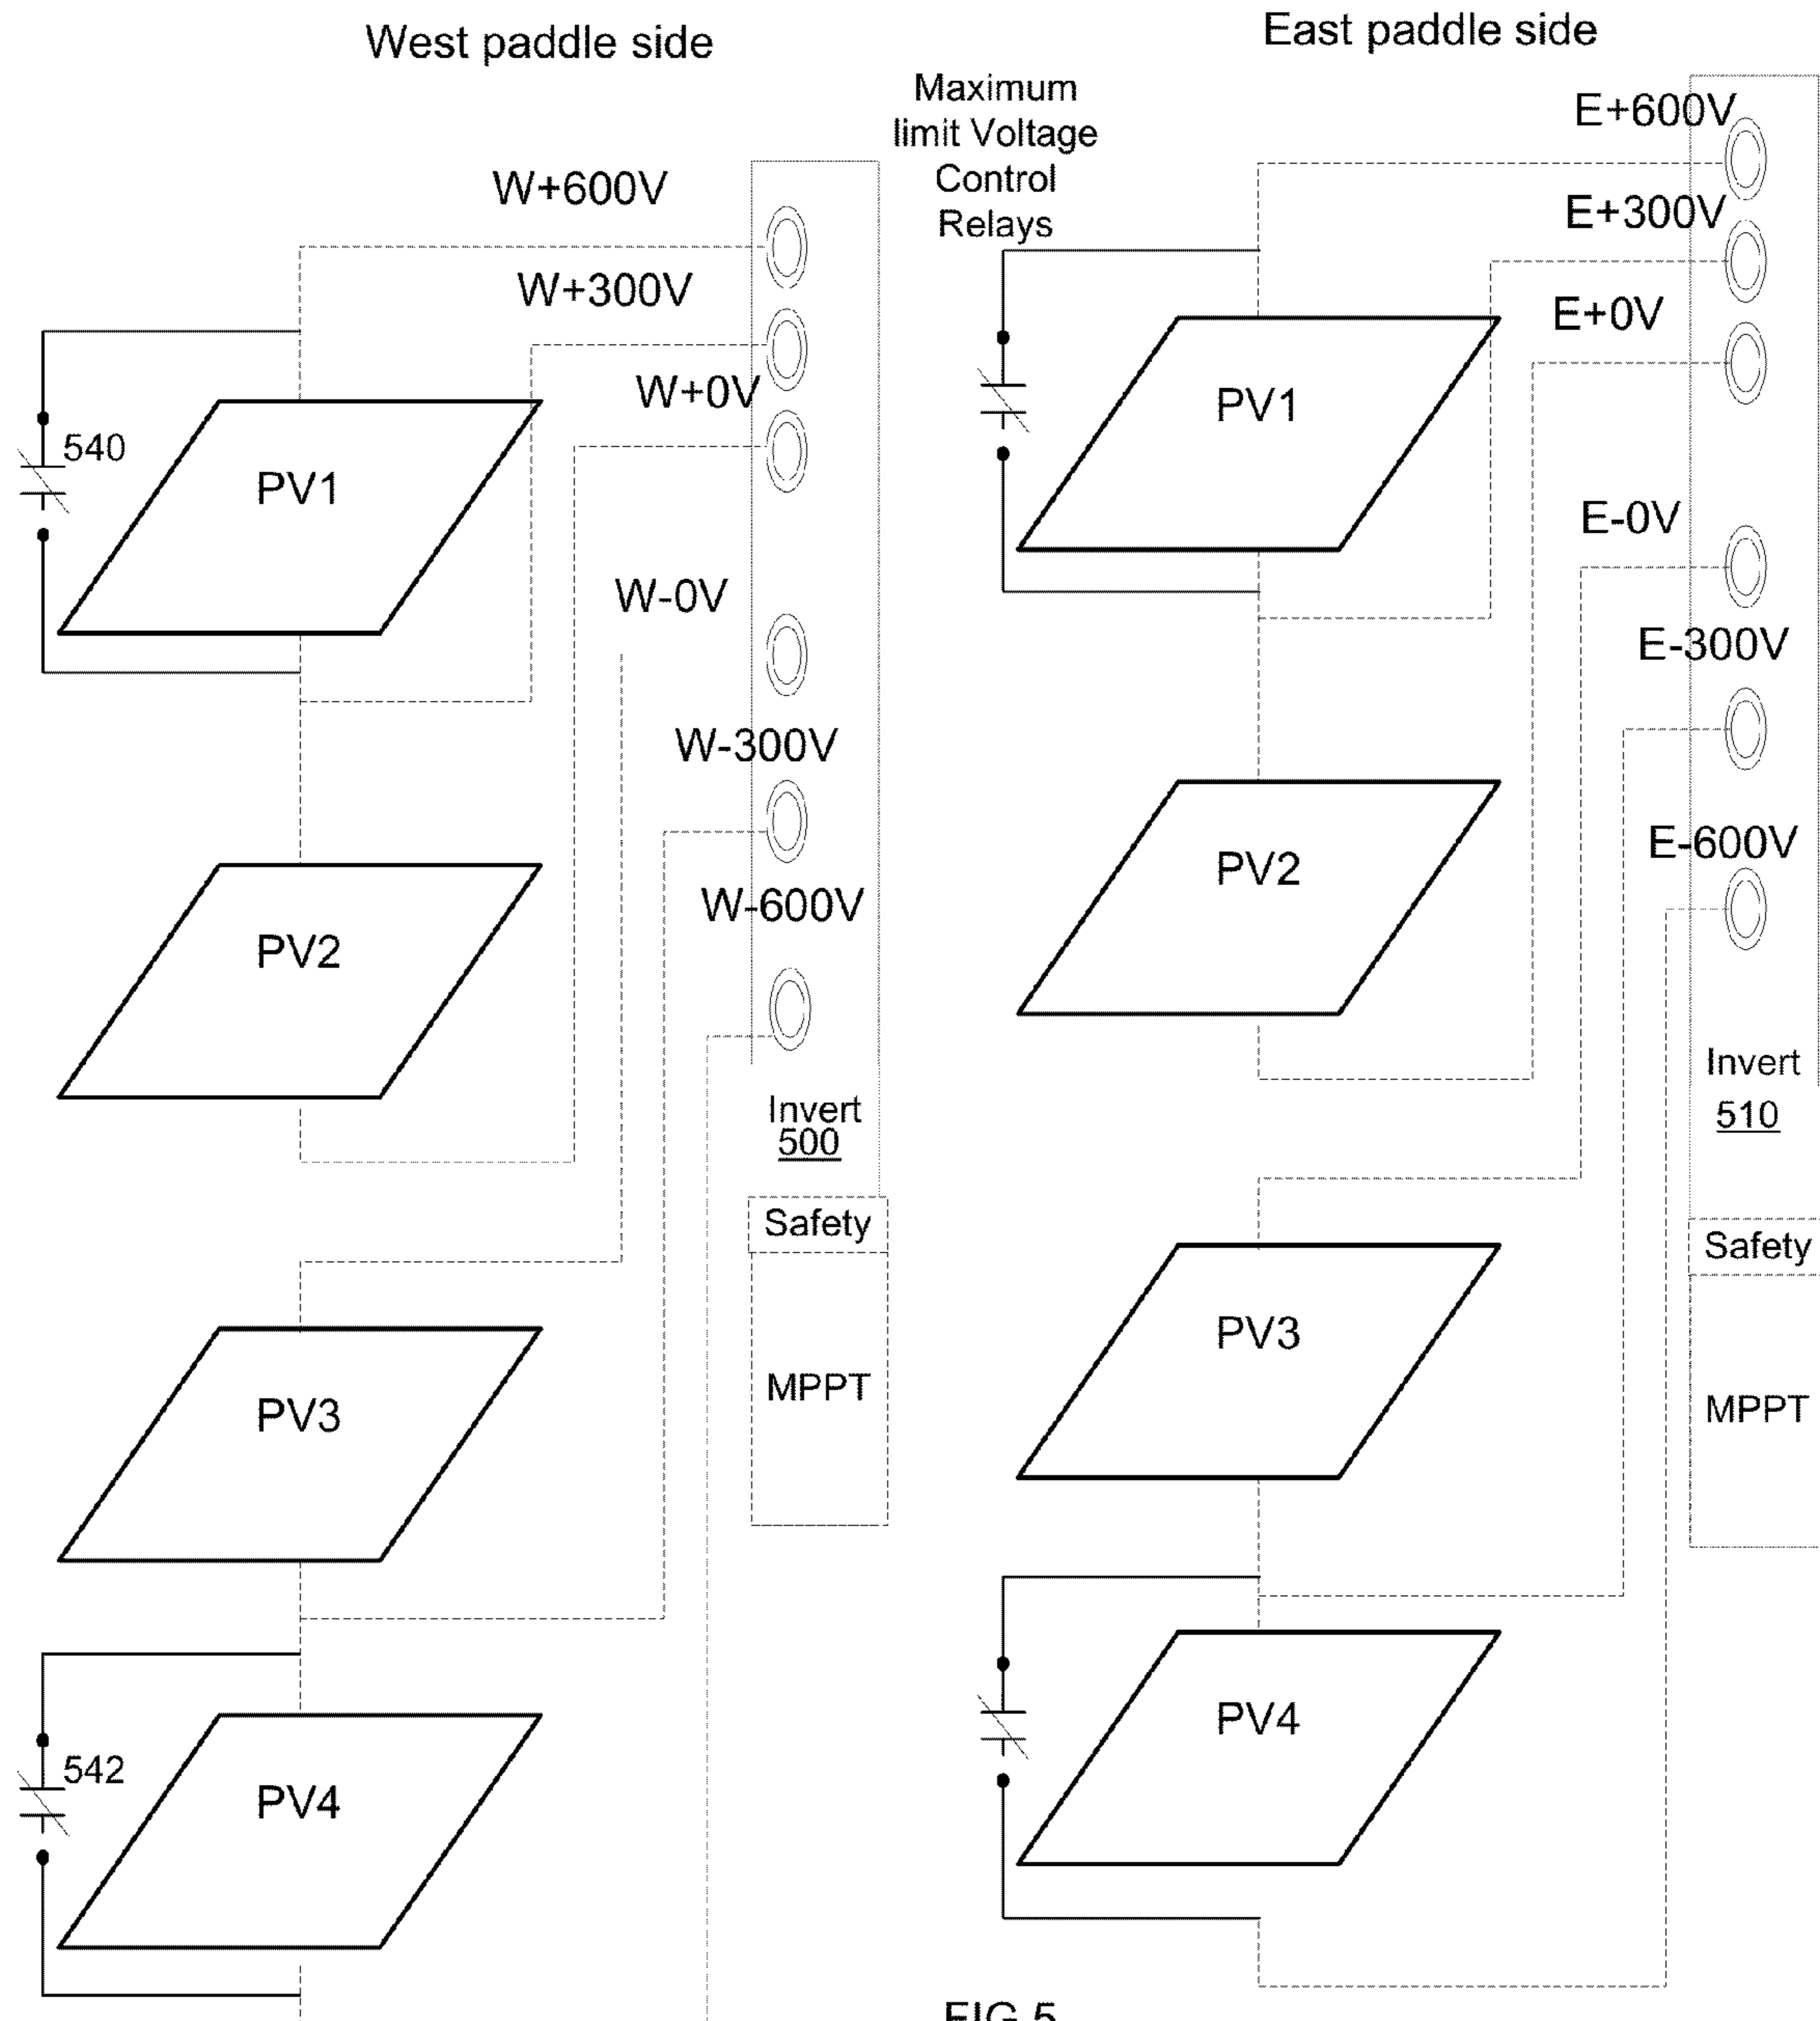 West paddle side
East paddle side
Maximum
limit Voltage
Control
Relays
W+600V
W+300V
W+0V
W-0V
W-300V
W-600V
540
PV1
PV2
PV3
542
PV4
Invert
500
Safety
MPPT
E+600V
E+300V
E+0V
E-0V
E-300V
E-600V
PV1
PV2
PV3
PV4
Invert
510
Safety
MPPT
FIG 5